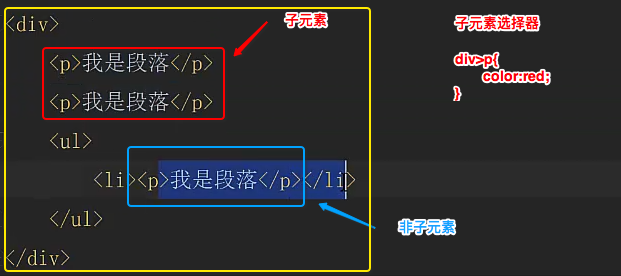 <div>
<p>我是段落</p>
<p>我是段落</p>
<ul>
<li><p>我是段落</p></li>
</ul>
</div>
子元素
非子元素
子元素选择器
div>p{
color:red;
}